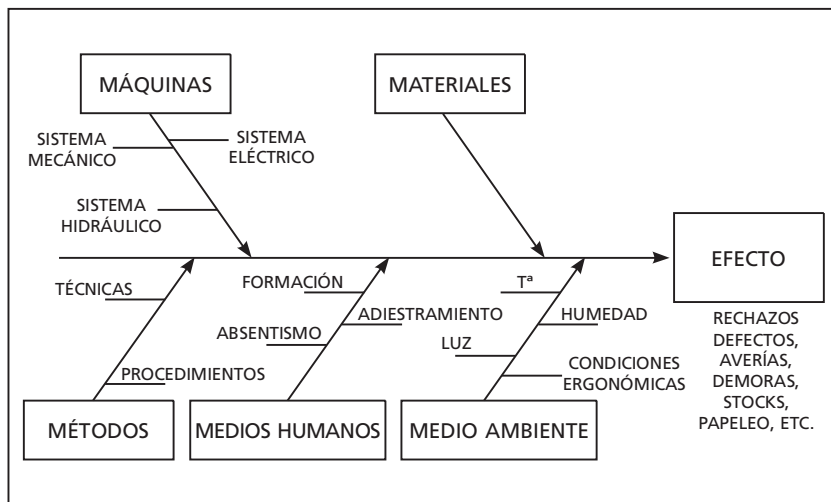 MÁQUINAS
MATERIALES
SISTEMA
MECÁNICO
SISTEMA
ELÉCTRICO
SISTEMA
HIDRÁULICO
EFECTO
RECHAZOS
DEFECTOS,
AVERÍAS,
DEMORAS,
STOCKS,
PAPELEO, ETC.
TÉCNICAS
PROCEDIMIENTOS
FORMACIÓN
ADIESTRAMIENTO
ABSENTISMO
Tª
HUMEDAD
LUZ
CONDICIONES
ERGONÓMICAS
MÉTODOS
MEDIOS HUMANOS
MEDIO AMBIENTE